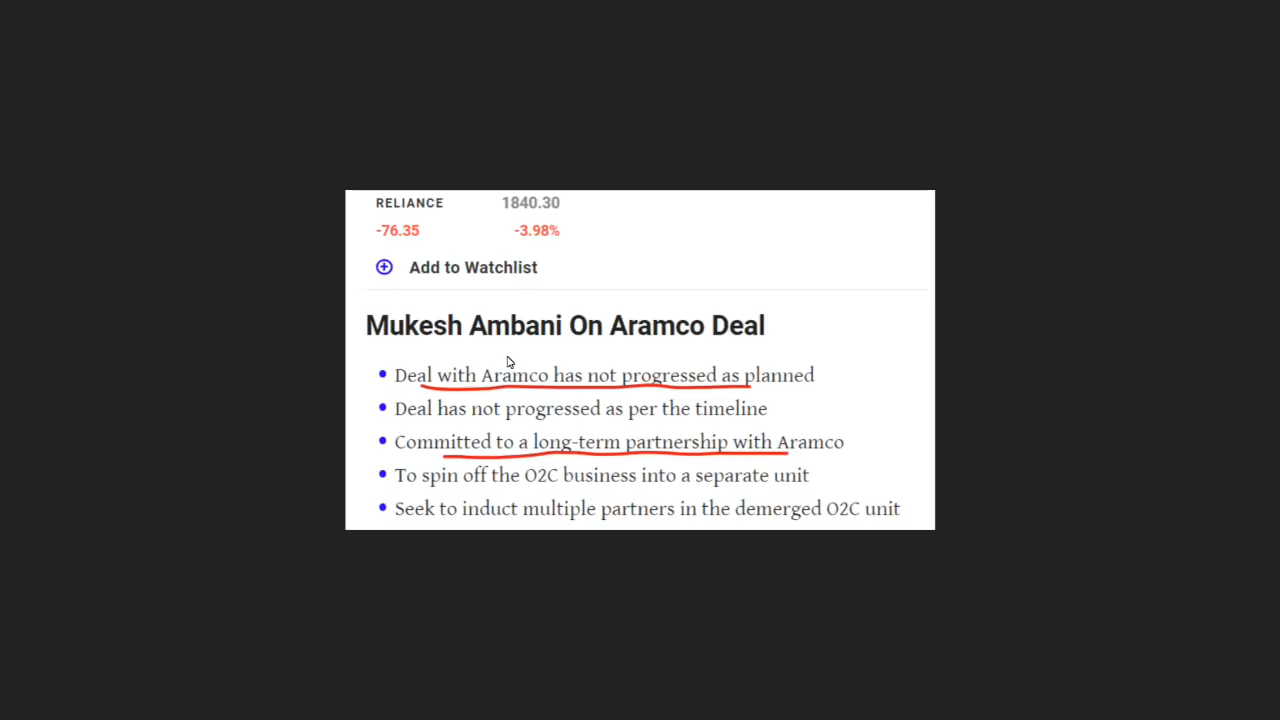 RELIANCE 1840.30
-76.35 -3.98%
Add to Watchlist
Mukesh Ambani On Aramco Deal
Deal with Aramco has not progressed as planned
Deal has not progressed as per the timeline
Committed to a long-term partnership with Aramco
To spin off the O2C business into a separate unit
Seek to induct multiple partners in the demerged O2C unit